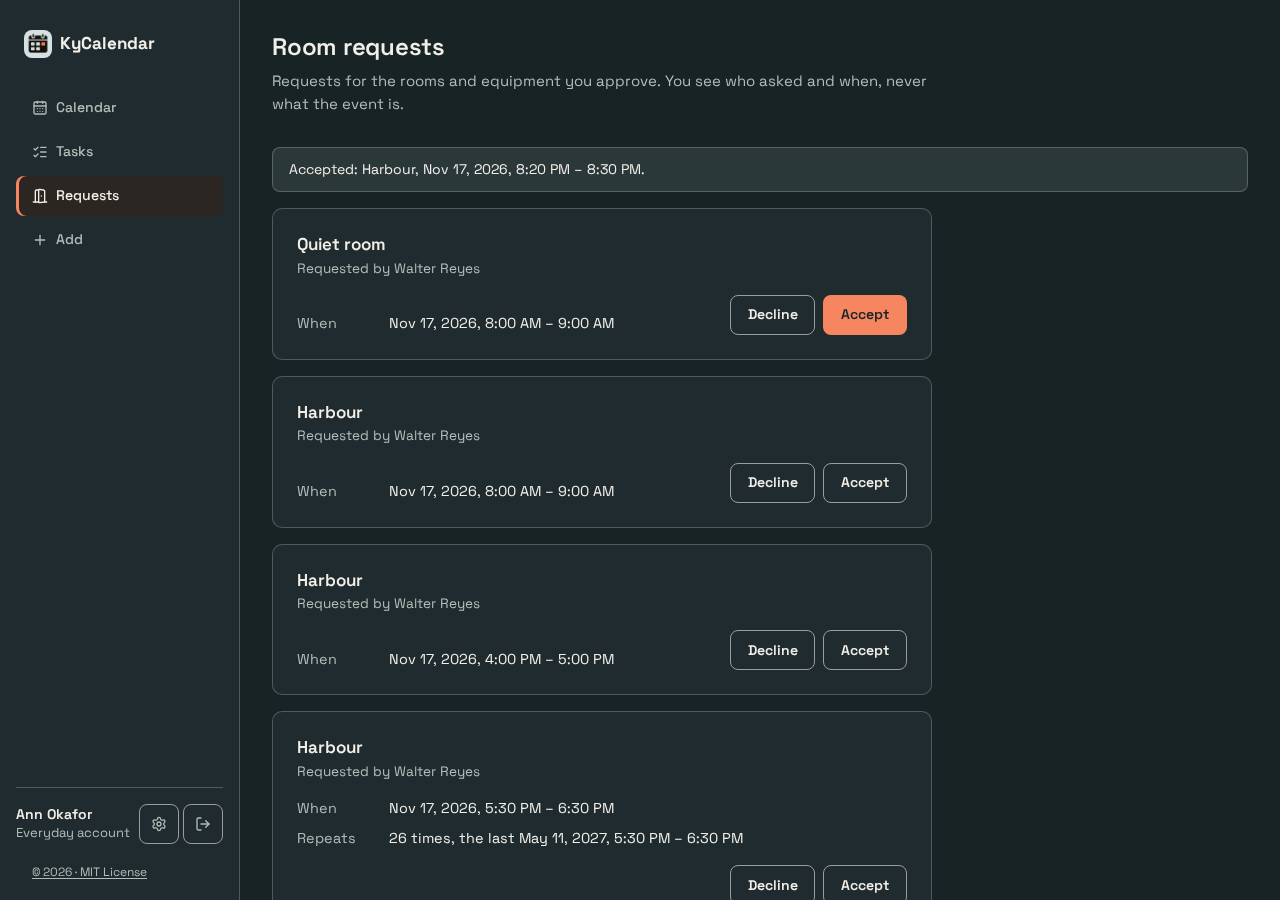 KyCalendar
Calendar
Tasks
Requests
Add
Ann Okafor
Everyday account
© 2026 · MIT License
Room requests
Requests for the rooms and equipment you approve. You see who asked and when, never
what the event is.
Accepted: Harbour, Nov 17, 2026, 8:20 PM – 8:30 PM.
Quiet room
Requested by Walter Reyes
When Nov 17, 2026, 8:00 AM – 9:00 AM
Decline Accept
Harbour
Requested by Walter Reyes
When Nov 17, 2026, 8:00 AM – 9:00 AM
Decline Accept
Harbour
Requested by Walter Reyes
When Nov 17, 2026, 4:00 PM – 5:00 PM
Decline Accept
Harbour
Requested by Walter Reyes
When Nov 17, 2026, 5:30 PM – 6:30 PM
Repeats 26 times, the last May 11, 2027, 5:30 PM – 6:30 PM
Decline Accept